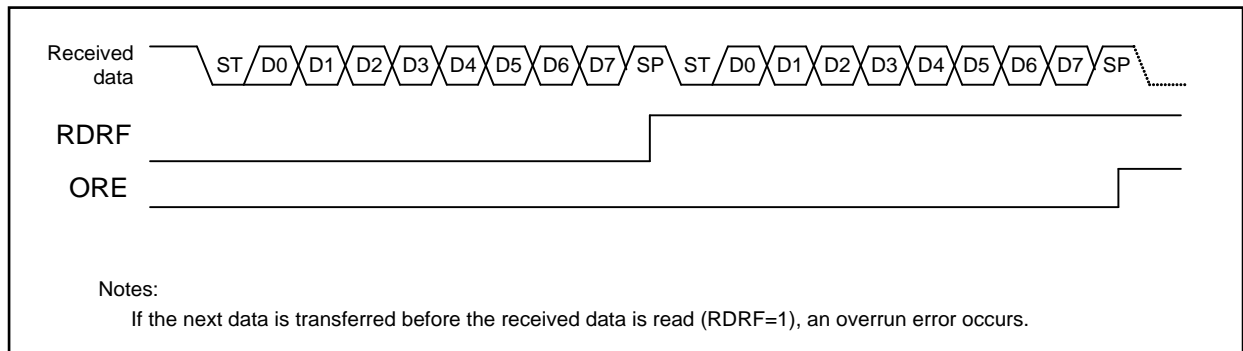 Received
data
ST D0 D1 D2 D3 D4 D5 D6 D7 SP ST D0 D1 D2 D3 D4 D5 D6 D7 SP
RDRF
ORE
Notes:
If the next data is transferred before the received data is read (RDRF=1), an overrun error occurs.